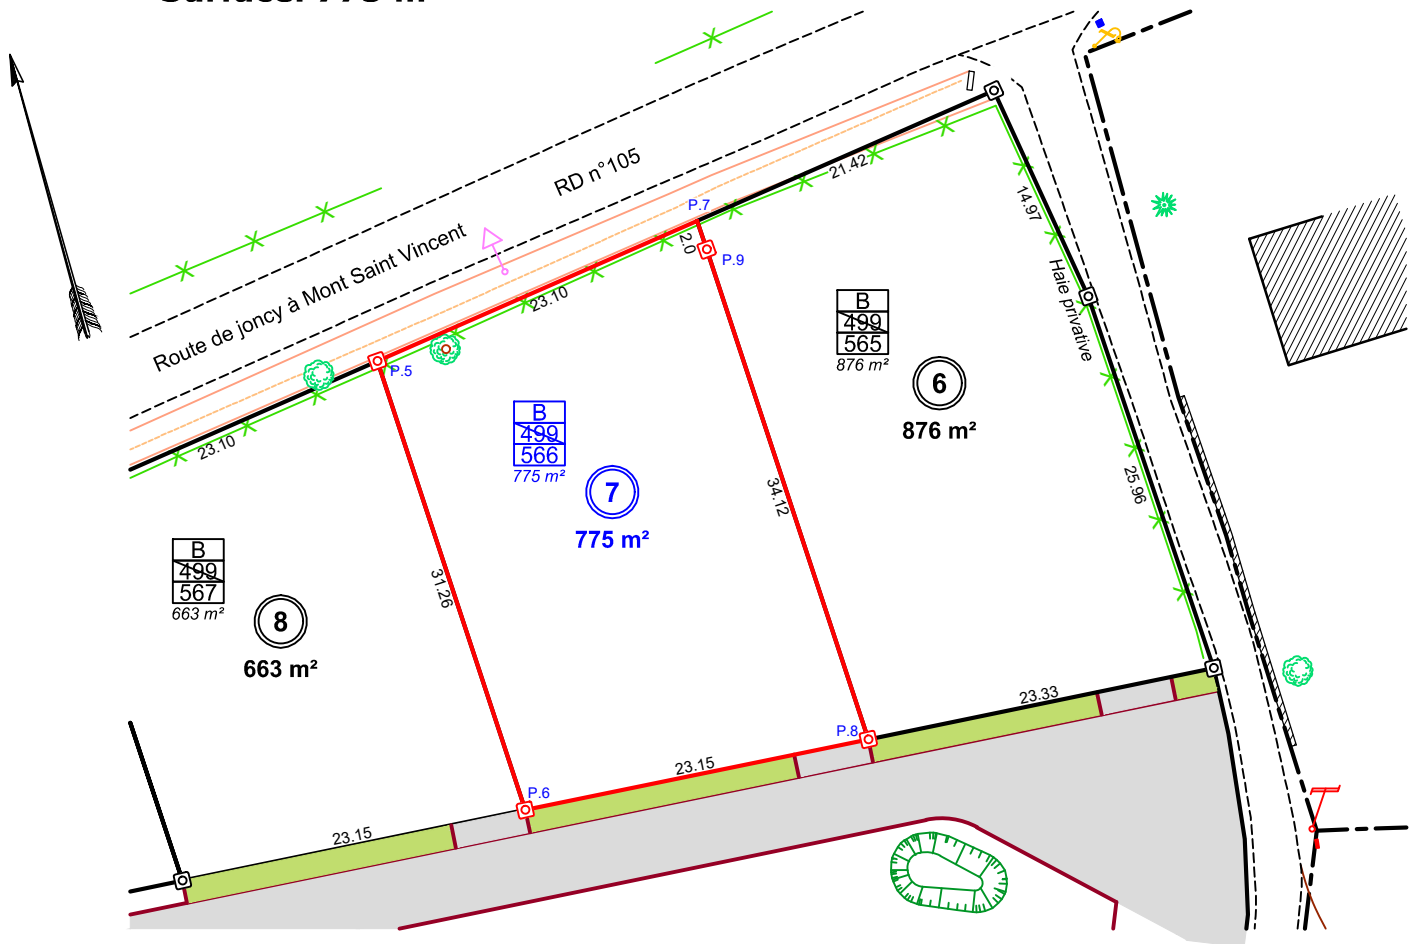 RD n°105
Route de joncy à Mont Saint Vincent
21.42
14.97
Haie privative
25.96
P.7
2.0
P.9
23.10
P.5
23.10
B
499
565
876 m²
6
876 m²
B
499
566
775 m²
7
775 m²
34.12
31.26
B
499
567
663 m²
8
663 m²
23.33
P.8
23.15
P.6
23.15